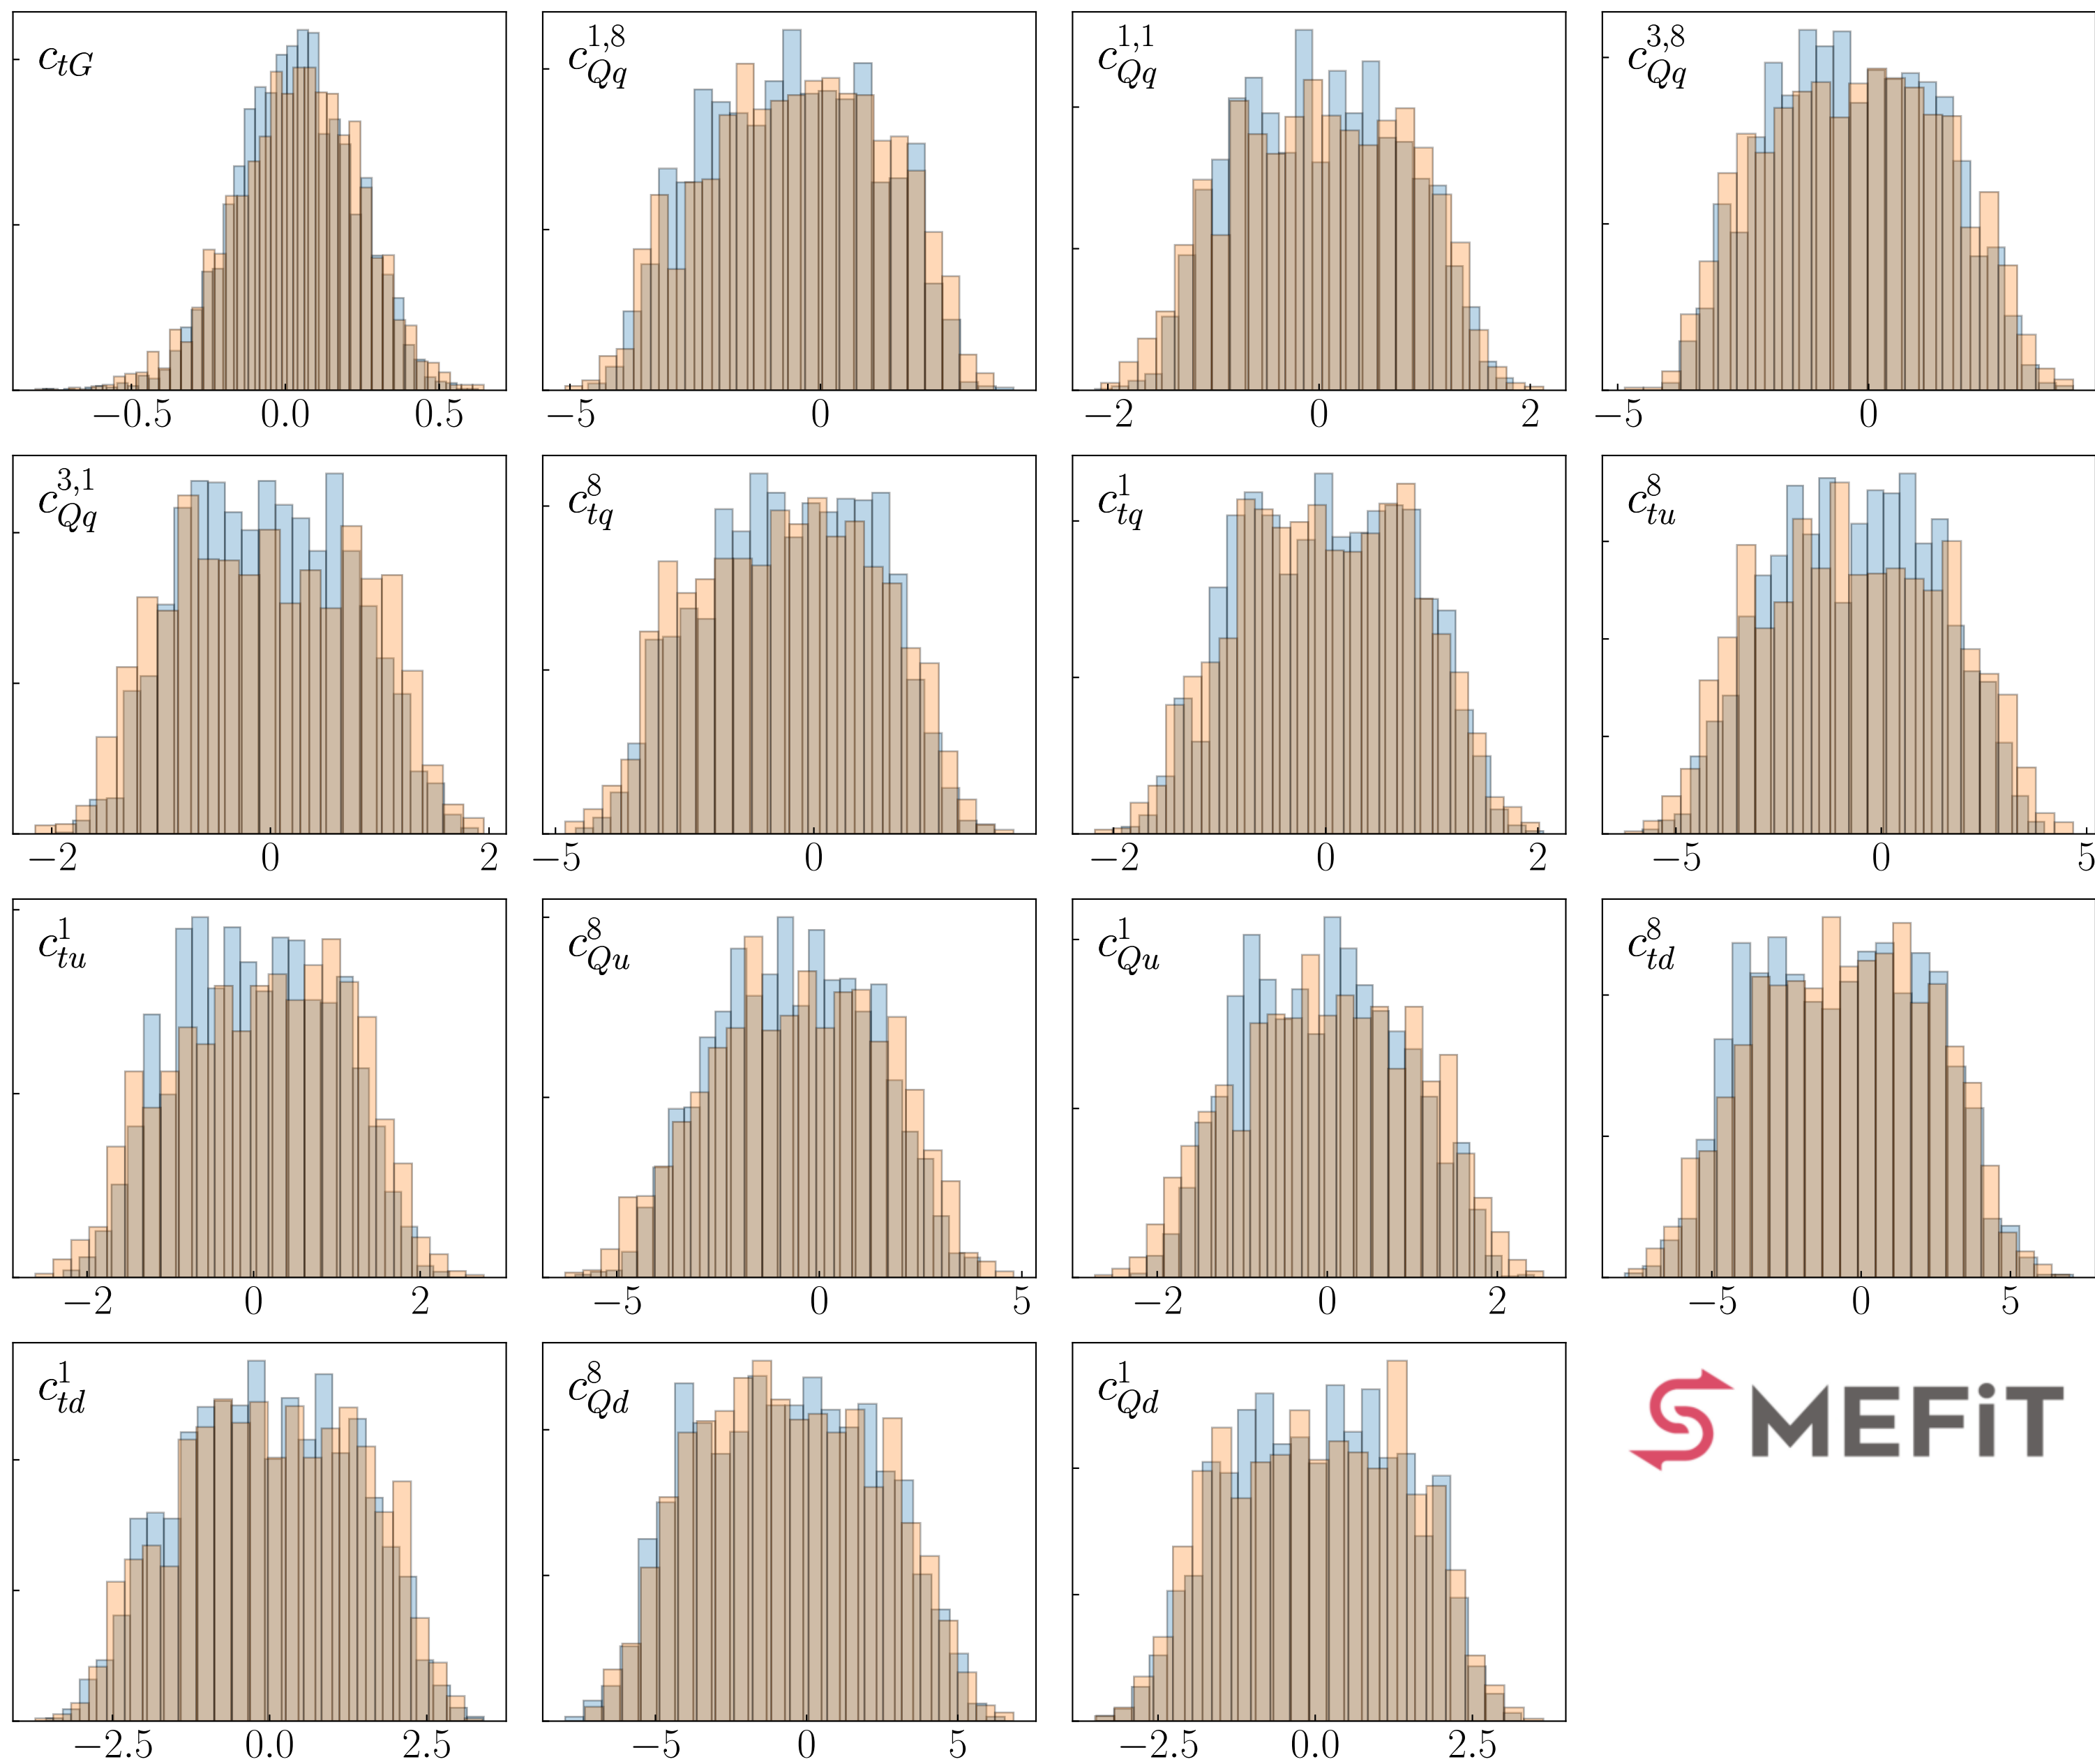 c_{tG}
c_{Qq}^{1,8}
c_{Qq}^{1,1}
c_{Qq}^{3,8}
−0.5 0.0 0.5
−5 0
−2 0 2
−5 0
c_{Qq}^{3,1}
c_{tq}^{8}
c_{tq}^{1}
c_{tu}^{8}
−2 0 2
−5 0
−2 0 2
−5 0 5
c_{tu}^{1}
c_{Qu}^{8}
c_{Qu}^{1}
c_{td}^{8}
−2 0 2
−5 0 5
−2 0 2
−5 0 5
c_{td}^{1}
c_{Qd}^{8}
c_{Qd}^{1}
SMEFiT
−2.5 0.0 2.5
−5 0 5
−2.5 0.0 2.5